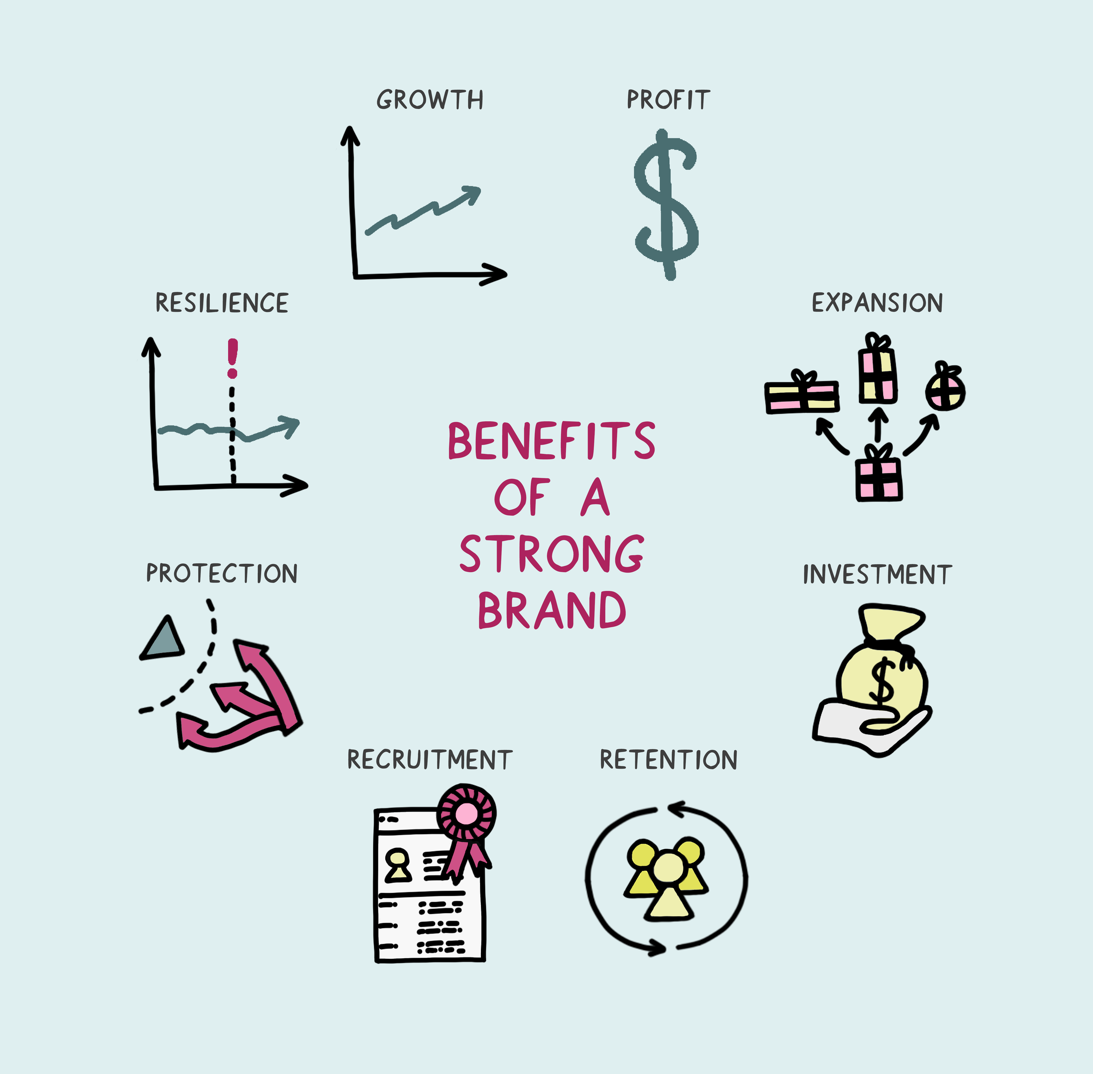 GROWTH
PROFIT
RESILIENCE
!
EXPANSION
BENEFITS
OF A
STRONG
BRAND
PROTECTION
INVESTMENT
$
RECRUITMENT
RETENTION
$